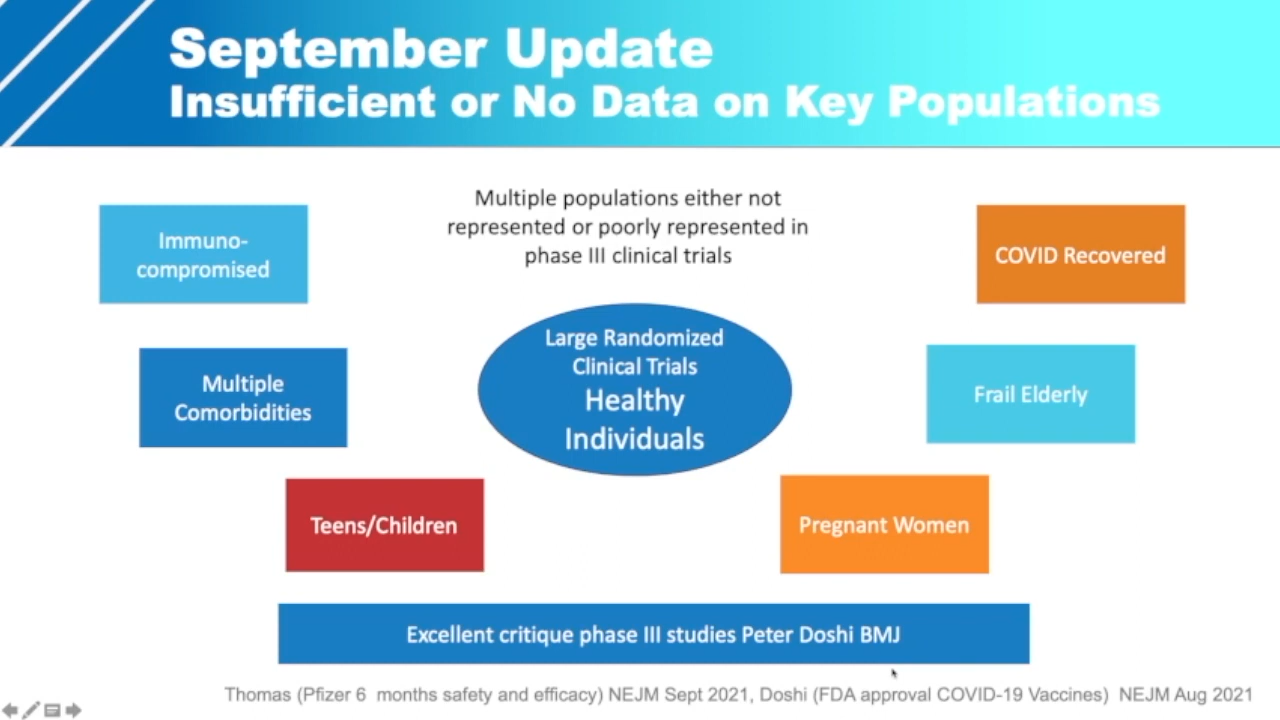 September Update
Insufficient or No Data on Key Populations
Multiple populations either not
represented or poorly represented in
phase III clinical trials
Immuno-
compromised
COVID Recovered
Large Randomized
Clinical Trials
Healthy
Individuals
Multiple
Comorbidities
Frail Elderly
Teens/Children
Pregnant Women
Excellent critique phase III studies Peter Doshi BMJ
Thomas (Pfizer 6 months safety and efficacy) NEJM Sept 2021, Doshi (FDA approval COVID-19 Vaccines) NEJM Aug 2021